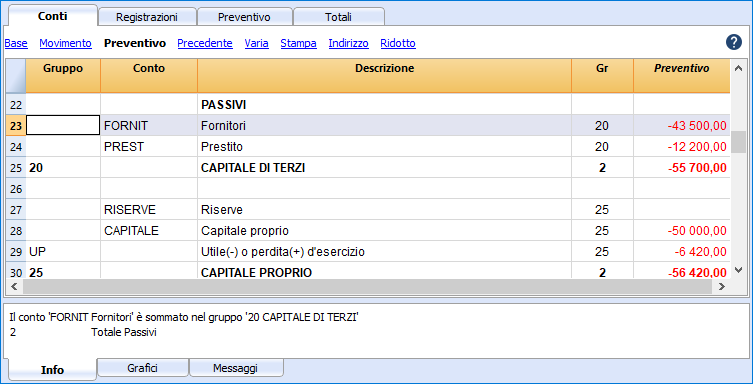 Conti Registrazioni Preventivo Totali
Base Movimento Preventivo Precedente Varia Stampa Indirizzo Ridotto ?
Gruppo Conto Descrizione Gr Preventivo
22 PASSIVI
23 FORNIT Fornitori 20 -43 500,00
24 PREST Prestito 20 -12 200,00
25 20 CAPITALE DI TERZI 2 -55 700,00
26
27 RISERVE Riserve 25
28 CAPITALE Capitale proprio 25 -50 000,00
29 UP Utile(-) o perdita(+) d'esercizio 25 -6 420,00
30 25 CAPITALE PROPRIO 2 -56 420,00
Il conto 'FORNIT Fornitori' è sommato nel gruppo '20 CAPITALE DI TERZI'
2 Totale Passivi
Info Grafici Messaggi